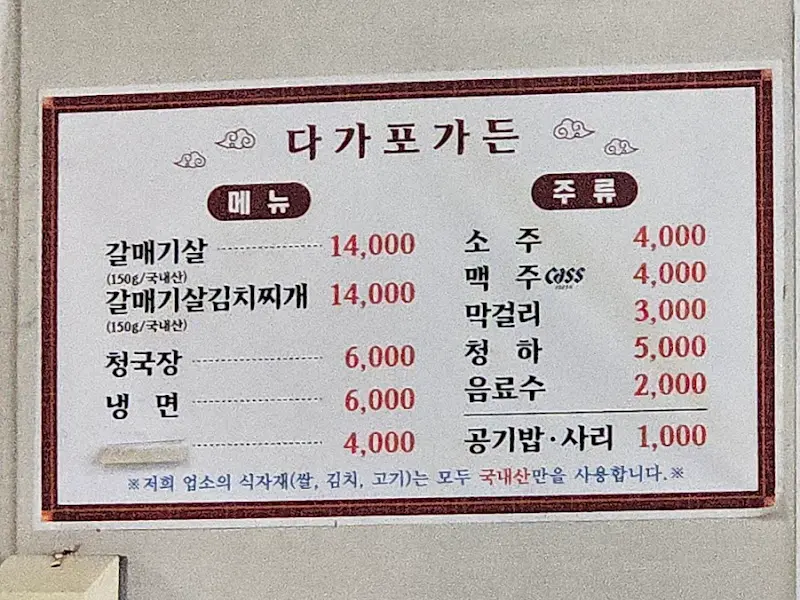 다가포가든
메뉴
갈매기살 14,000
(150g/국내산)
갈매기살김치찌개 14,000
(150g/국내산)
청국장 6,000
냉 면 6,000
4,000
주류
소 주 4,000
맥 주 cass 4,000
막걸리 3,000
청 하 5,000
음료수 2,000
공기밥·사리 1,000
※저희 업소의 식자재(쌀, 김치, 고기)는 모두 국내산만을 사용합니다.※